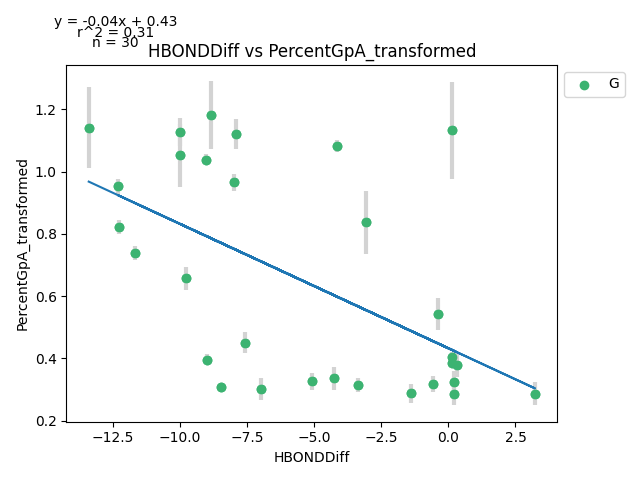 y = -0.04x + 0.43
r^2 = 0.31
n = 30
HBONDDiff vs PercentGpA_transformed
G
1.2
1.0
0.8
0.6
0.4
0.2
PercentGpA_transformed
−12.5 −10.0 −7.5 −5.0 −2.5 0.0 2.5
HBONDDiff